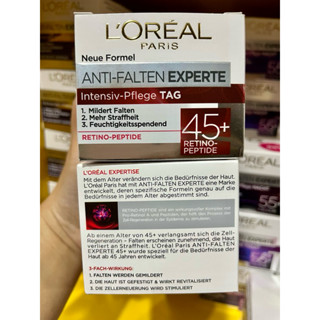 L'ORÉAL
PARIS
Neue Formel
ANTI-FALTEN EXPERTE
Intensiv-Pflege TAG
1. Mildert Falten
2. Mehr Straffheit
3. Feuchtigkeitsspendend
RETINO-PEPTIDE
45+
RETINO-
PEPTIDE
L'ORÉAL EXPERTISE
Mit dem Alter verändern sich die Bedürfnisse der Haut.
L'Oréal Paris hat mit ANTI-FALTEN EXPERTE eine Marke
entwickelt, deren spezifische Formeln genau auf die
Bedürfnisse in jedem Alter abgestimmt sind.
RETINO-PEPTIDE
Ab einem Alter von 45+ verlangsamt sich die Zell-
Regeneration – Falten erscheinen zunehmend, die Haut
verliert an Straffheit. L'Oréal Paris ANTI-FALTEN
EXPERTE 45+ wurde speziell für die Bedürfnisse der Haut
ab 45 Jahren entwickelt.
3-FACH-WIRKUNG:
1. FALTEN WERDEN GEMILDERT
2. DIE HAUT IST GEFESTIGT & WIRKT REVITALISIERT
3. DIE ZELLERNEUERUNG WIRD STIMULIERT
55